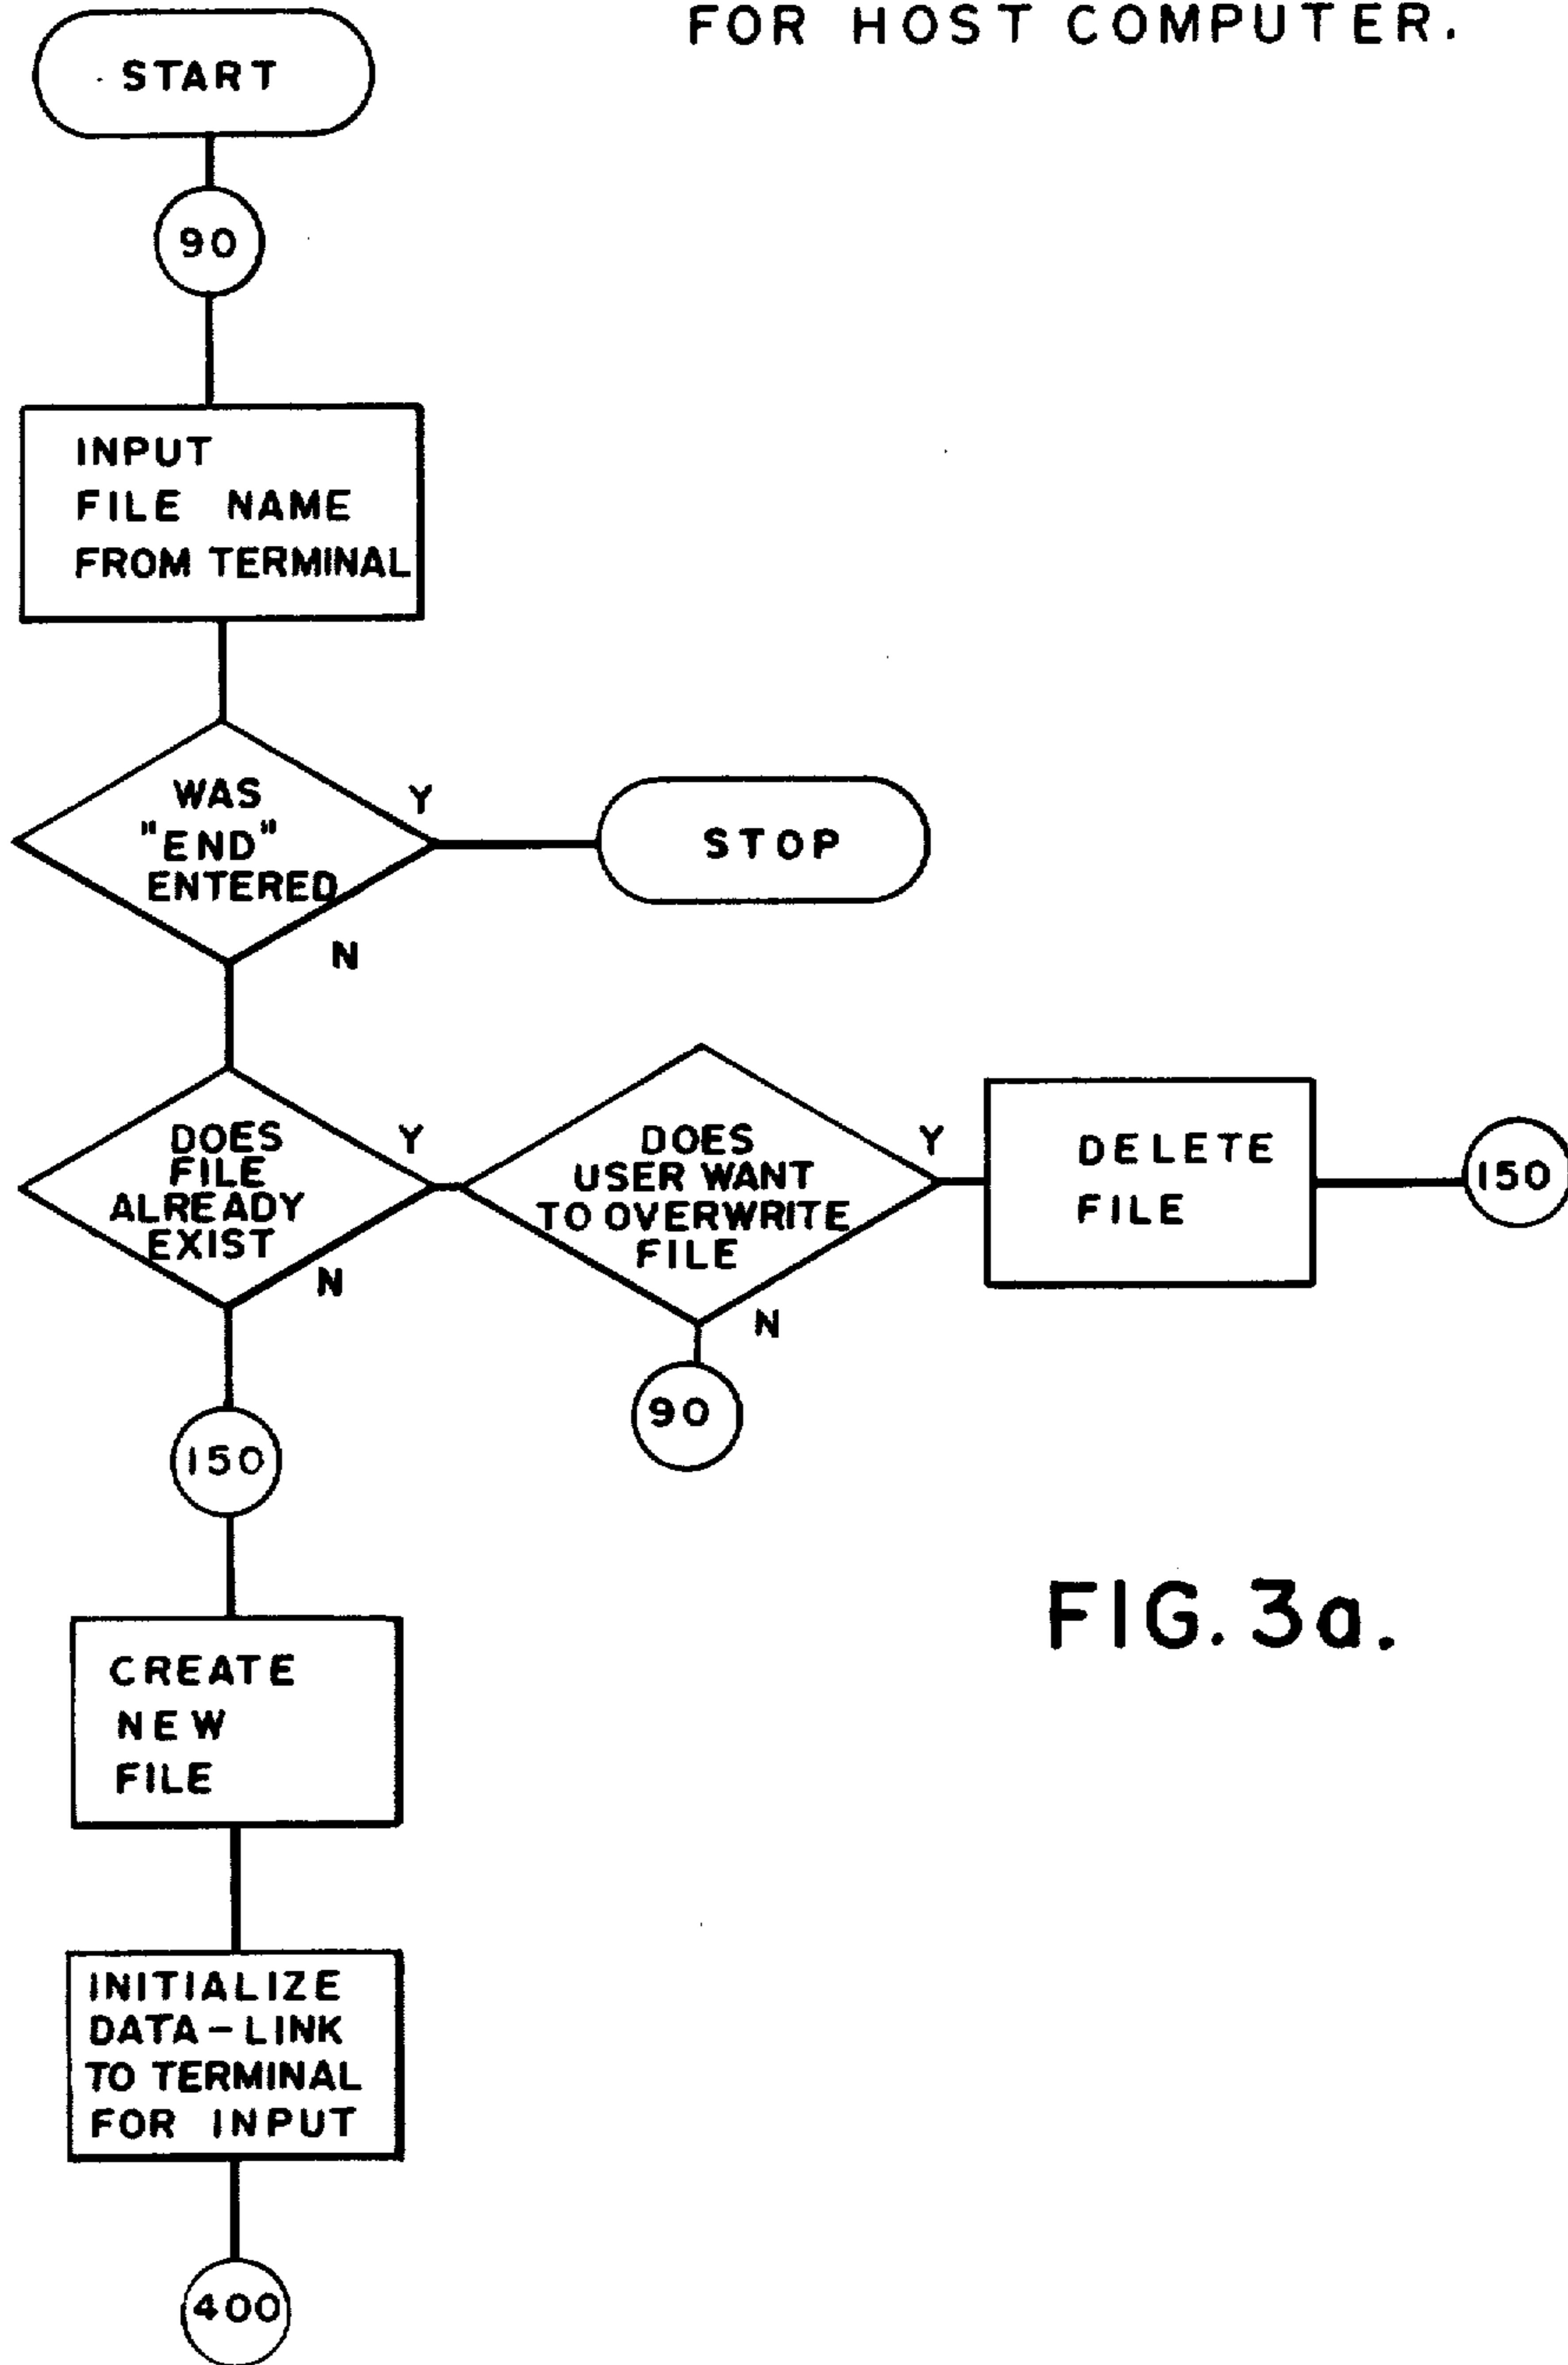 FOR HOST COMPUTER.
START
90
INPUT
FILE NAME
FROM TERMINAL
WAS
"END"
ENTERED
Y
STOP
N
DOES
FILE
ALREADY
EXIST
Y
N
DOES
USER WANT
TO OVERWRITE
FILE
Y
N
DELETE
FILE
150
90
150
CREATE
NEW
FILE
FIG. 3a.
INITIALIZE
DATA-LINK
TO TERMINAL
FOR INPUT
400